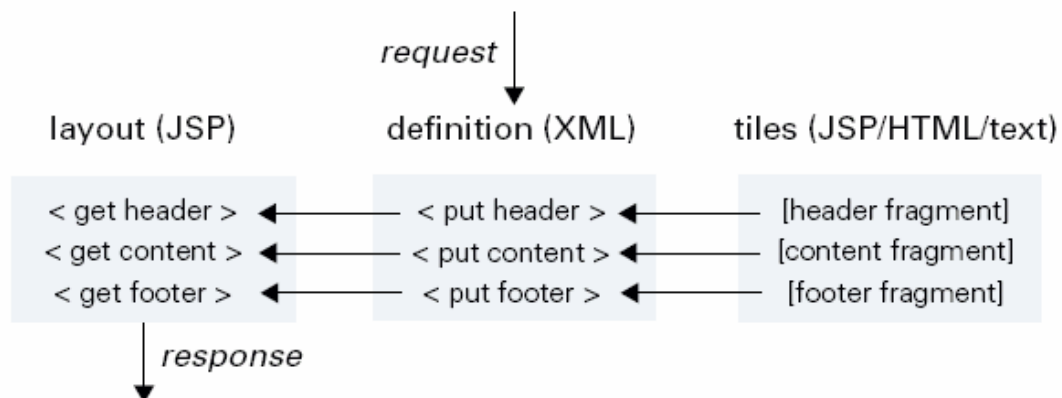 request
layout (JSP) definition (XML) tiles (JSP/HTML/text)
< get header > < put header > [header fragment]
< get content > < put content > [content fragment]
< get footer > < put footer > [footer fragment]
response